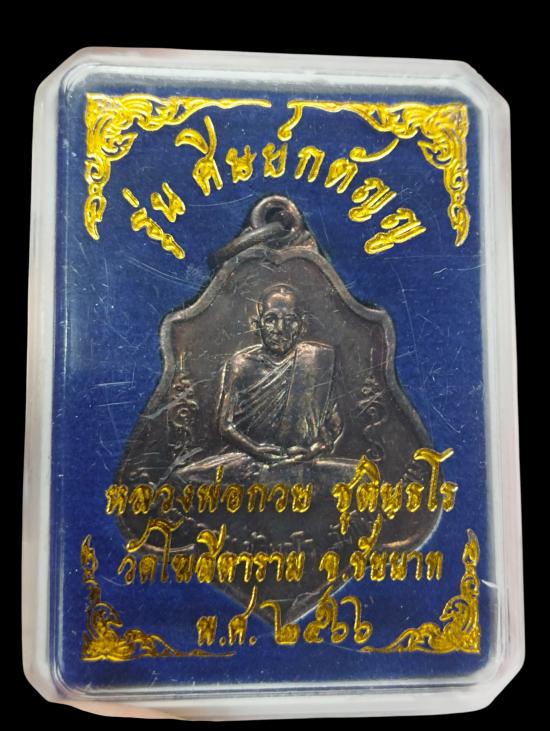 รุ่น ศิษย์กตัญญู
หลวงพ่อกวย ชุตินฺธโร
วัดโฆสิตาราม จ.ชัยนาท
พ.ศ. ๒๕๖๖